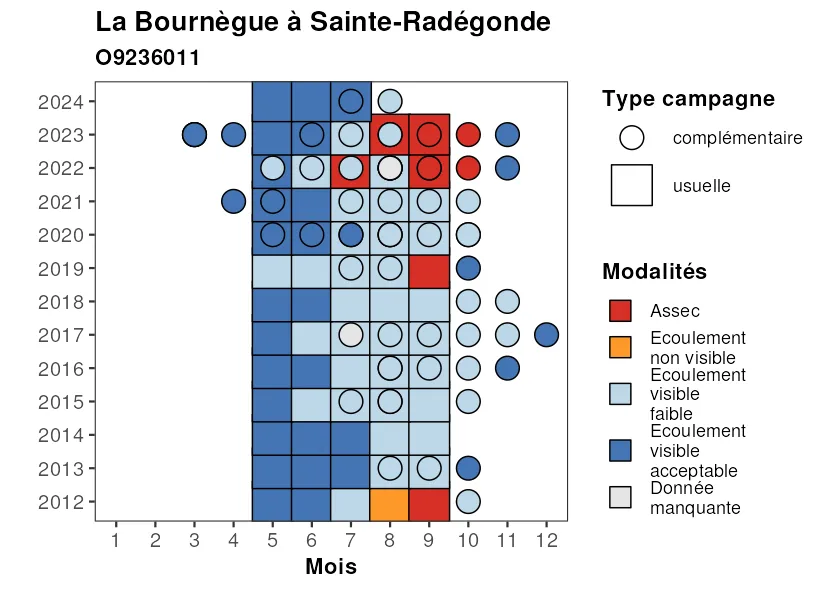 La Bournègue à Sainte-Radégonde
O9236011
2024
2023
2022
2021
2020
2019
2018
2017
2016
2015
2014
2013
2012
1 2 3 4 5 6 7 8 9 10 11 12
Mois
Type campagne
complémentaire
usuelle
Modalités
Assec
Ecoulement
non visible
Ecoulement
visible
faible
Ecoulement
visible
acceptable
Donnée
manquante